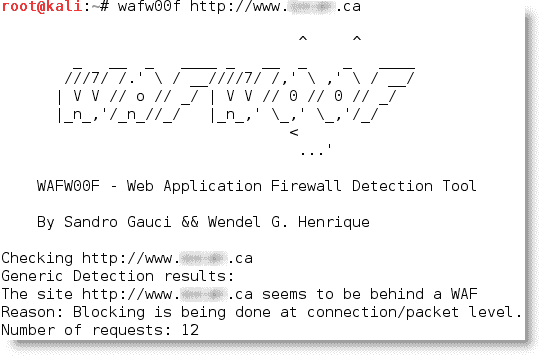 root@kali:~# wafw00f http://www. .ca
^ ^
_ __ _ ____ _ __ _ _ ____
///7/ /.' \ / __////7/ /,' \ ,' \ / __/
| V V // o // _/ | V V // 0 // 0 // _/
|_n_,'/_n_//_/ |_n_,' \_,' \_,'/_/
<
...'
WAFW00F - Web Application Firewall Detection Tool
By Sandro Gauci && Wendel G. Henrique
Checking http://www. .ca
Generic Detection results:
The site http://www. .ca seems to be behind a WAF
Reason: Blocking is being done at connection/packet level.
Number of requests: 12